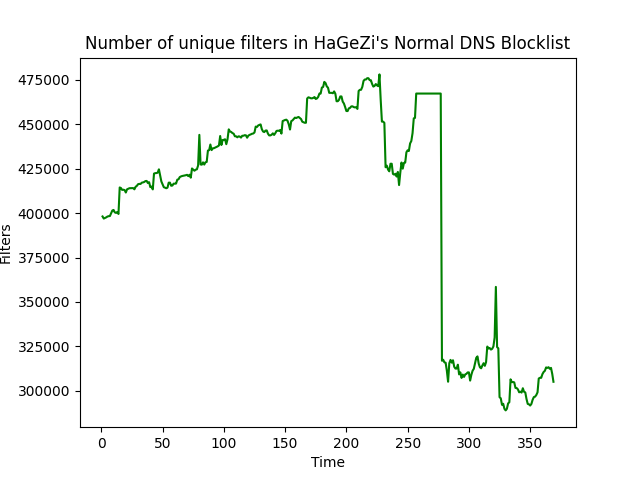 Number of unique filters in HaGeZi's Normal DNS Blocklist
475000
450000
425000
400000
375000
350000
325000
300000
Filters
0 50 100 150 200 250 300 350
Time